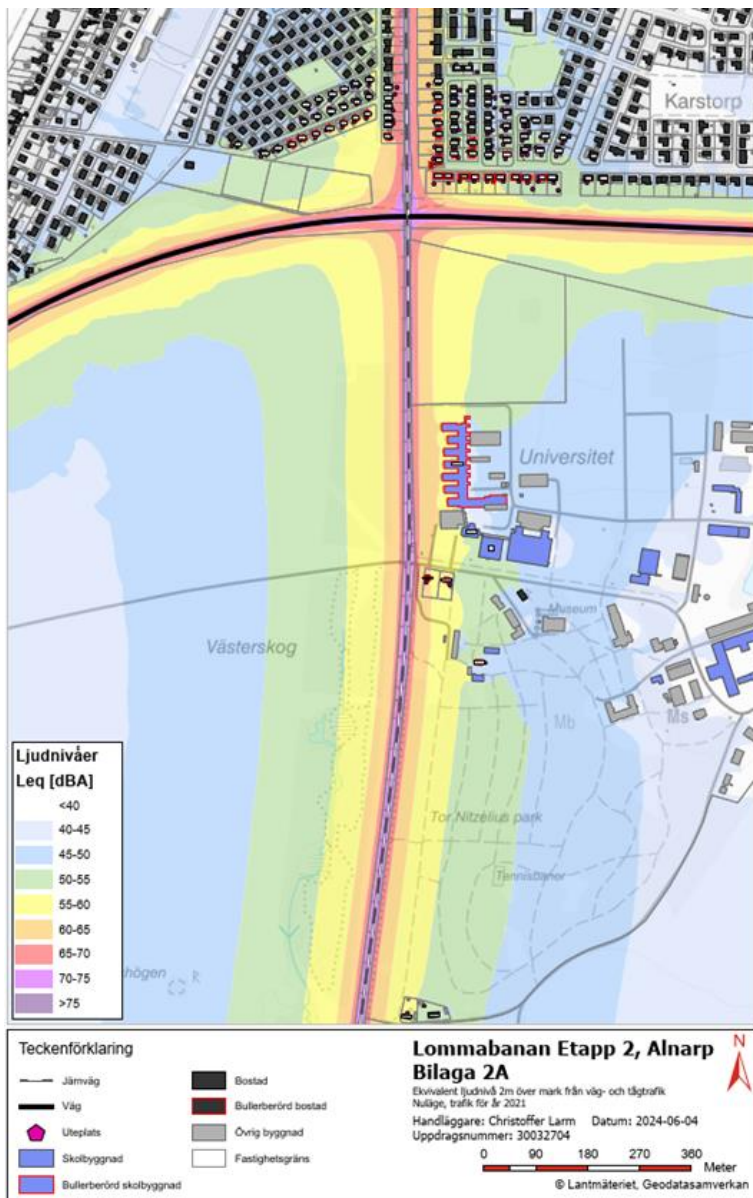 Karstorp
Universitet
Museum
Västerskog
Mb
Ms
Tor Nitzelius park
Tennisbanor
högen
R
Ljudnivåer
Leq [dBA]
<40
40-45
45-50
50-55
55-60
60-65
65-70
70-75
>75
Teckenförklaring
Järnväg
Väg
Uteplats
Skolbyggnad
Bullerberörd skolbyggnad
Bostad
Bullerberörd bostad
Övrig byggnad
Fastighetsgräns
Lommabanan Etapp 2, Alnarp
Bilaga 2A
Ekvivalent ljudnivå 2m över mark från väg- och tågtrafik
Nuläge, trafik för år 2021
Handläggare: Christoffer Larm Datum: 2024-06-04
Uppdragsnummer: 30032704
N
0 90 180 270 360
Meter
© Lantmäteriet, Geodatasamverkan